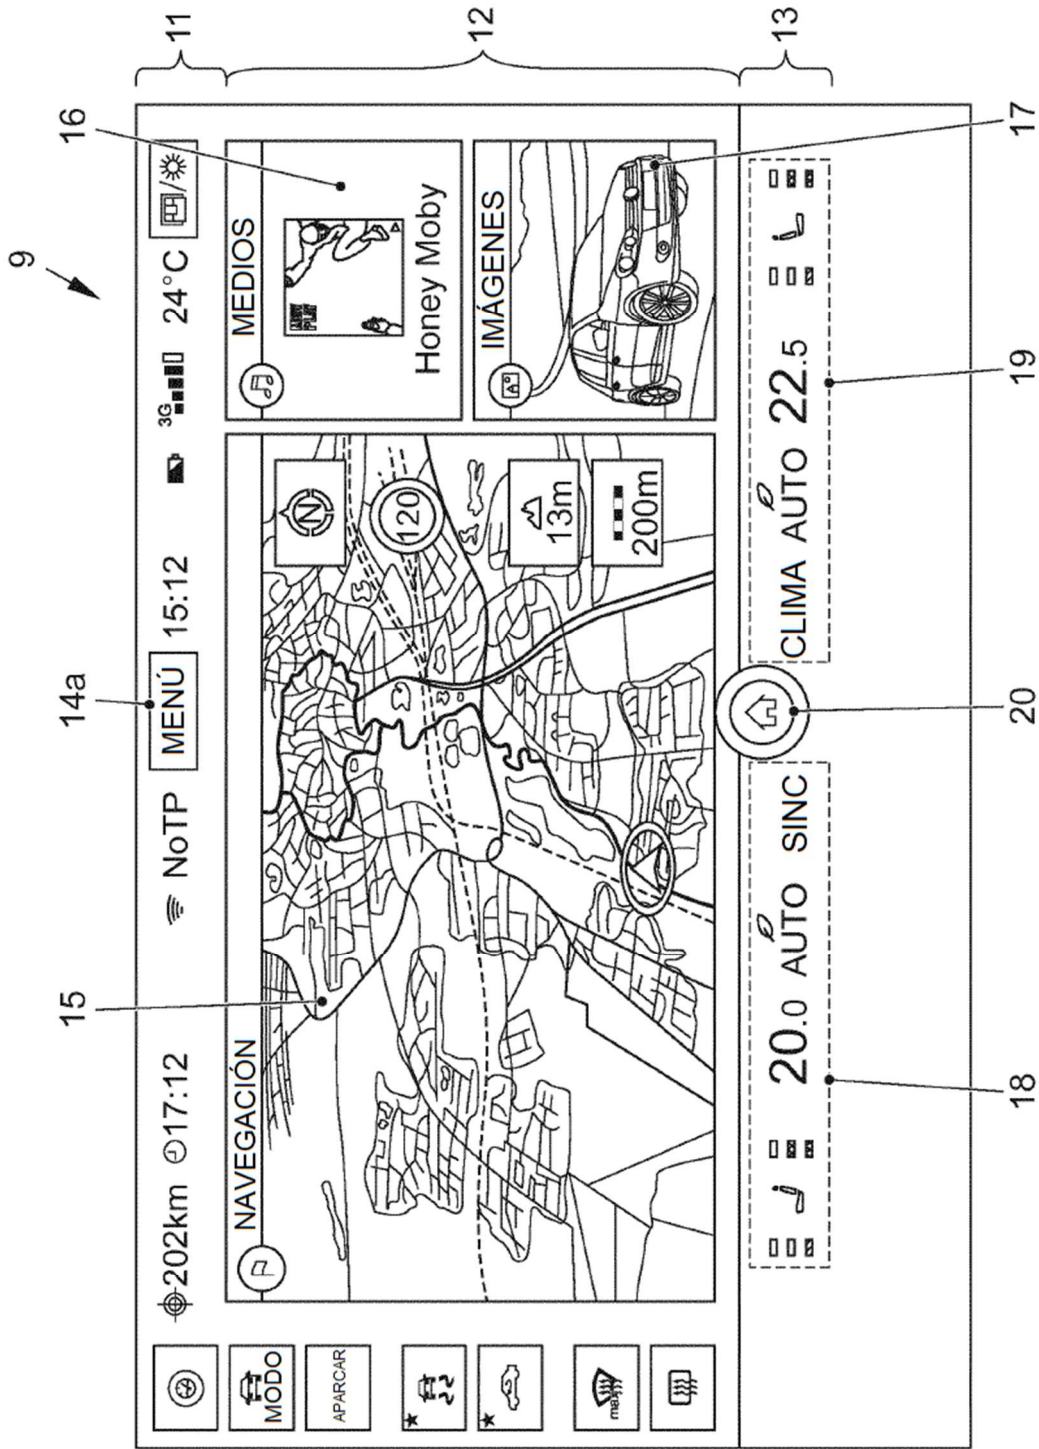 9
11
12
13
14a
15
16
17
18
19
20
202km 17:12
NoTP
MENÚ
15:12
3G
24°C
MODO
APARCAR
max
NAVEGACIÓN
N
120
13m
200m
MEDIOS
Honey Moby
IMÁGENES
20.0 AUTO SINC
CLIMA AUTO 22.5